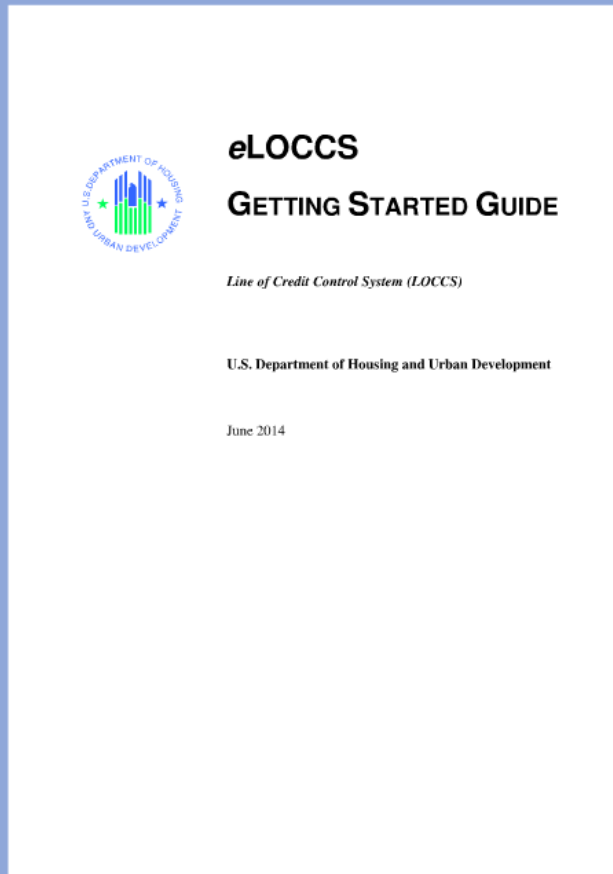 eLOCCS
GETTING STARTED GUIDE
U.S.DEPARTMENT OF HOUSING
AND URBAN DEVELOPMENT
Line of Credit Control System (LOCCS)
U.S. Department of Housing and Urban Development
June 2014